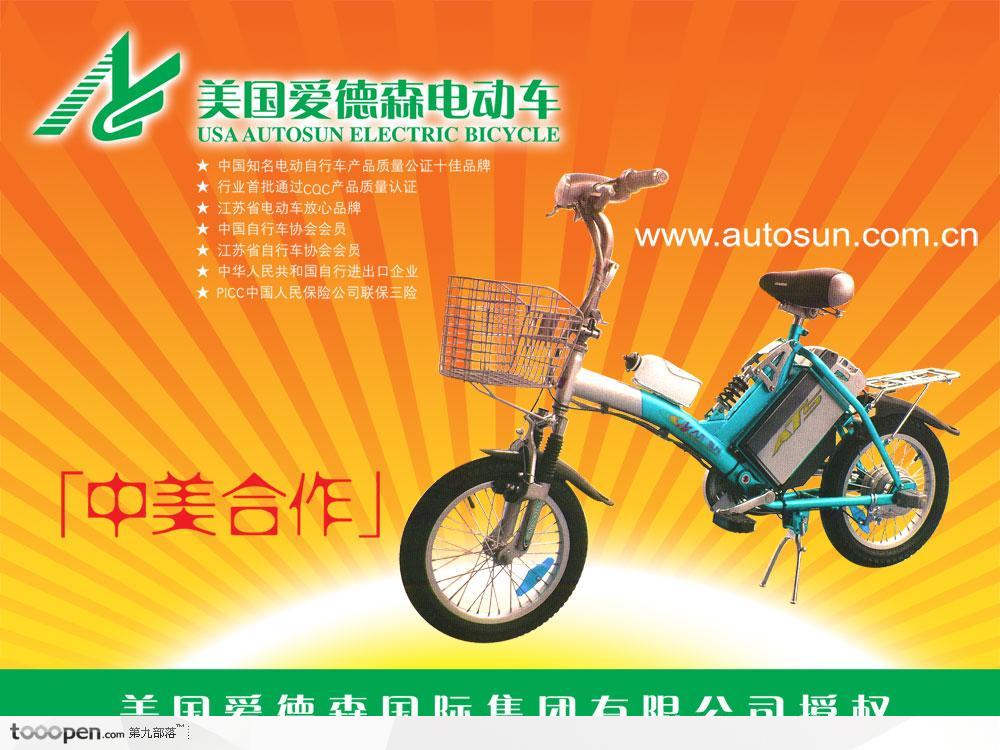 美国爱德森电动车
USA AUTOSUN ELECTRIC BICYCLE
★ 中国知名电动自行车产品质量公证十佳品牌
★ 行业首批通过CQC产品质量认证
★ 江苏省电动车放心品牌
★ 中国自行车协会会员
★ 江苏省自行车协会会员
★ 中华人民共和国自行进出口企业
★ PICC中国人民保险公司联保三险
www.autosun.com.cn
ATS
「中美合作」
美国爱德森国际集团有限公司授权
tooopen.com 第九部落™